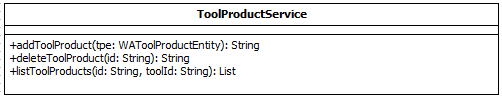 ToolProductService
+addToolProduct(tpe: WAToolProductEntity): String
+deleteToolProduct(id: String): String
+listToolProducts(id: String, toolId: String): List